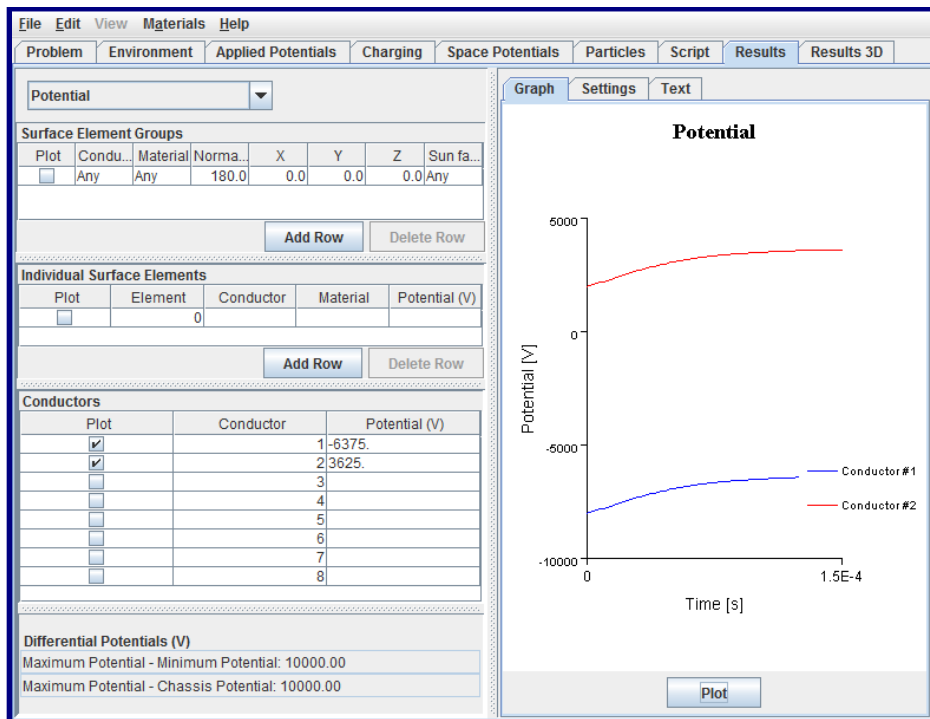 File Edit View Materials Help
Problem Environment Applied Potentials Charging Space Potentials Particles Script Results Results 3D
Potential
Surface Element Groups
Plot Condu... Material Norma... X Y Z Sun fa...
Any Any 180.0 0.0 0.0 0.0 Any
Add Row Delete Row
Individual Surface Elements
Plot Element Conductor Material Potential (V)
0
Add Row Delete Row
Conductors
Plot Conductor Potential (V)
1 -6375.
2 3625.
3
4
5
6
7
8
Differential Potentials (V)
Maximum Potential - Minimum Potential: 10000.00
Maximum Potential - Chassis Potential: 10000.00
Graph Settings Text
Potential
5000
0
-5000
-10000
Potential [V]
Conductor #1
Conductor #2
0 1.5E-4
Time [s]
Plot